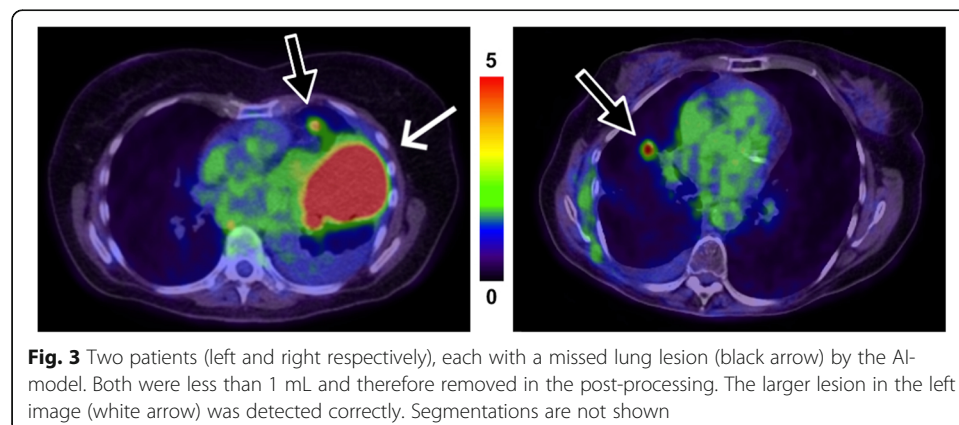 5
0
Fig. 3 Two patients (left and right respectively), each with a missed lung lesion (black arrow) by the AI-
model. Both were less than 1 mL and therefore removed in the post-processing. The larger lesion in the left
image (white arrow) was detected correctly. Segmentations are not shown